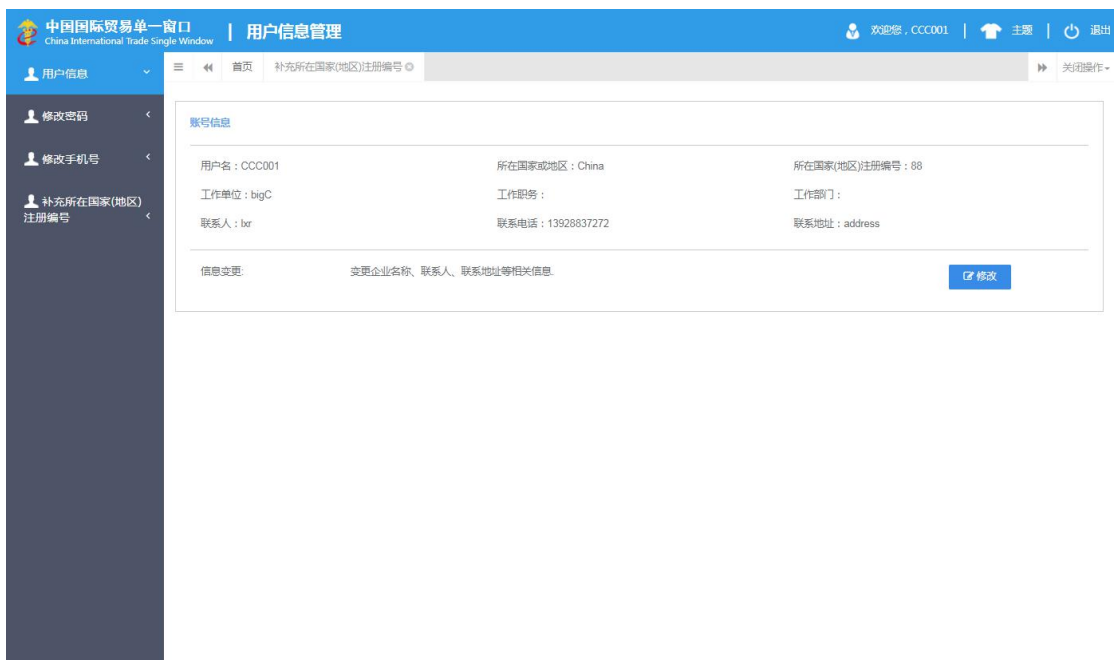 中国国际贸易单一窗口 | 用户信息管理
China International Trade Single Window
欢迎您，CCC001 | 主题 | 退出
用户信息
首页 补充所在国家(地区)注册编号
关闭操作
修改密码
修改手机号
补充所在国家(地区)
注册编号
账号信息
用户名：CCC001 所在国家或地区：China 所在国家(地区)注册编号：88
工作单位：bigC 工作职务： 工作部门：
联系人：lxr 联系电话：13928837272 联系地址：address
信息变更: 变更企业名称、联系人、联系地址等相关信息. 修改